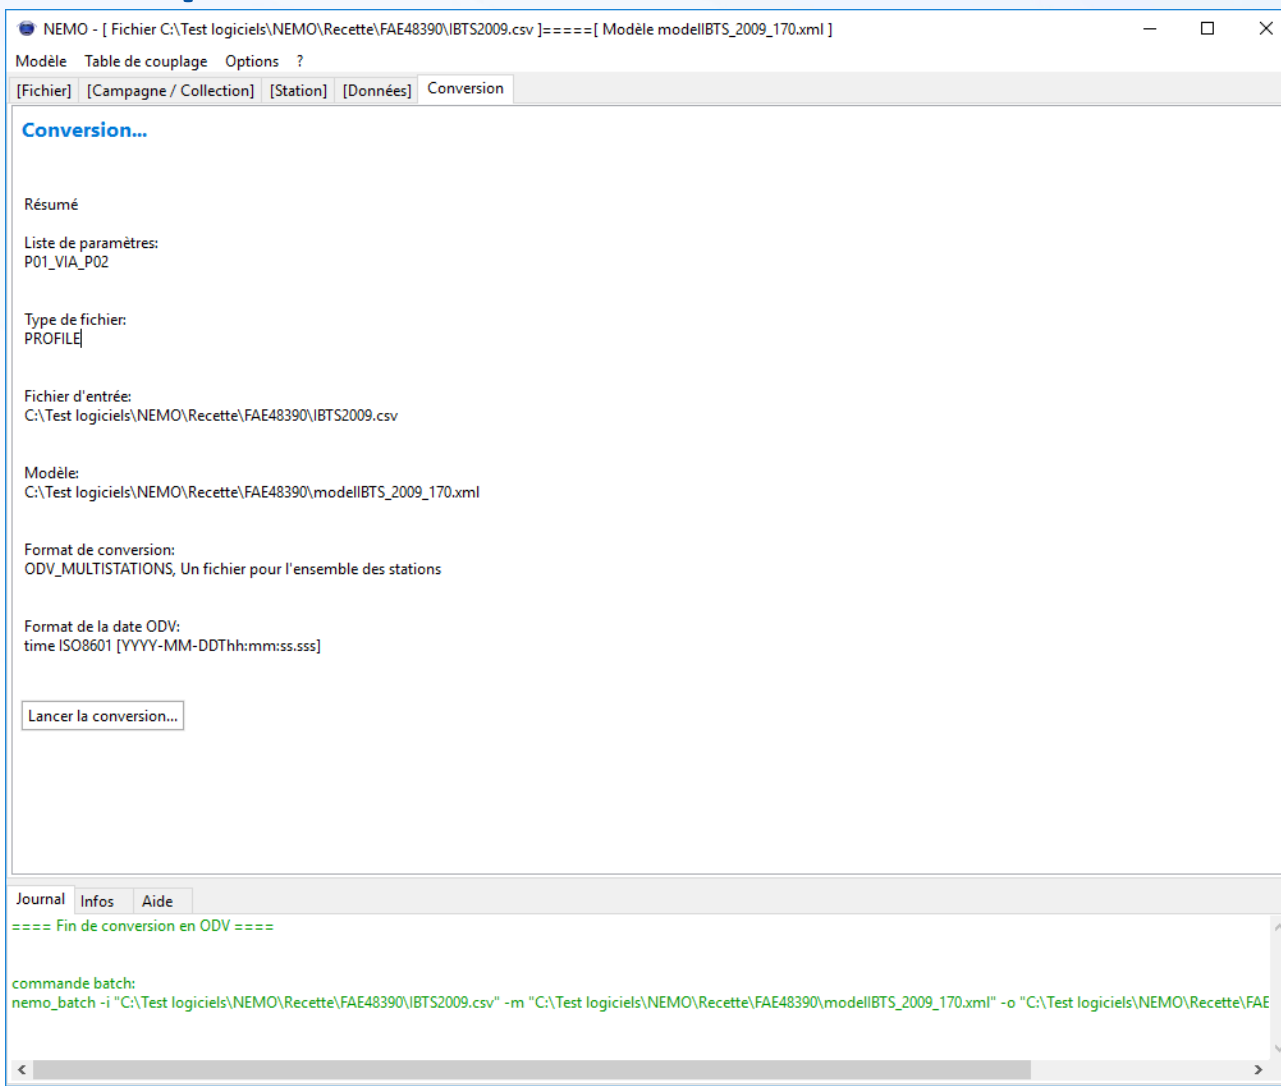 NEMO - [ Fichier C:\Test logiciels\NEMO\Recette\FAE48390\IBTS2009.csv ]=====[ Modèle modelIBTS_2009_170.xml ]
Modèle Table de couplage Options ?
[Fichier] [Campagne / Collection] [Station] [Données] Conversion
Conversion...
Résumé
Liste de paramètres:
P01_VIA_P02
Type de fichier:
PROFILE
Fichier d'entrée:
C:\Test logiciels\NEMO\Recette\FAE48390\IBTS2009.csv
Modèle:
C:\Test logiciels\NEMO\Recette\FAE48390\modelIBTS_2009_170.xml
Format de conversion:
ODV_MULTISTATIONS, Un fichier pour l'ensemble des stations
Format de la date ODV:
time ISO8601 [YYYY-MM-DDThh:mm:ss.sss]
Lancer la conversion...
Journal Infos Aide
==== Fin de conversion en ODV ====
commande batch:
nemo_batch -i "C:\Test logiciels\NEMO\Recette\FAE48390\IBTS2009.csv" -m "C:\Test logiciels\NEMO\Recette\FAE48390\modelIBTS_2009_170.xml" -o "C:\Test logiciels\NEMO\Recette\FAE